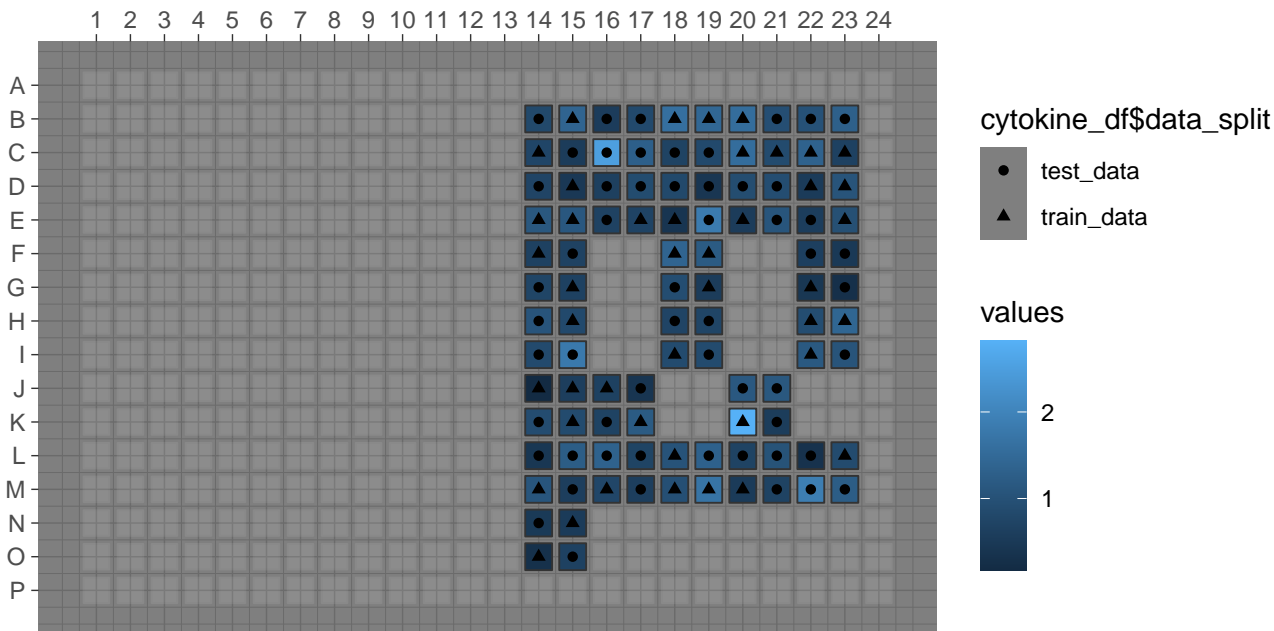 1 2 3 4 5 6 7 8 9 10 11 12 13 14 15 16 17 18 19 20 21 22 23 24
A
B
C
D
E
F
G
H
I
J
K
L
M
N
O
P
cytokine_df$data_split
test_data
train_data
values
2
1